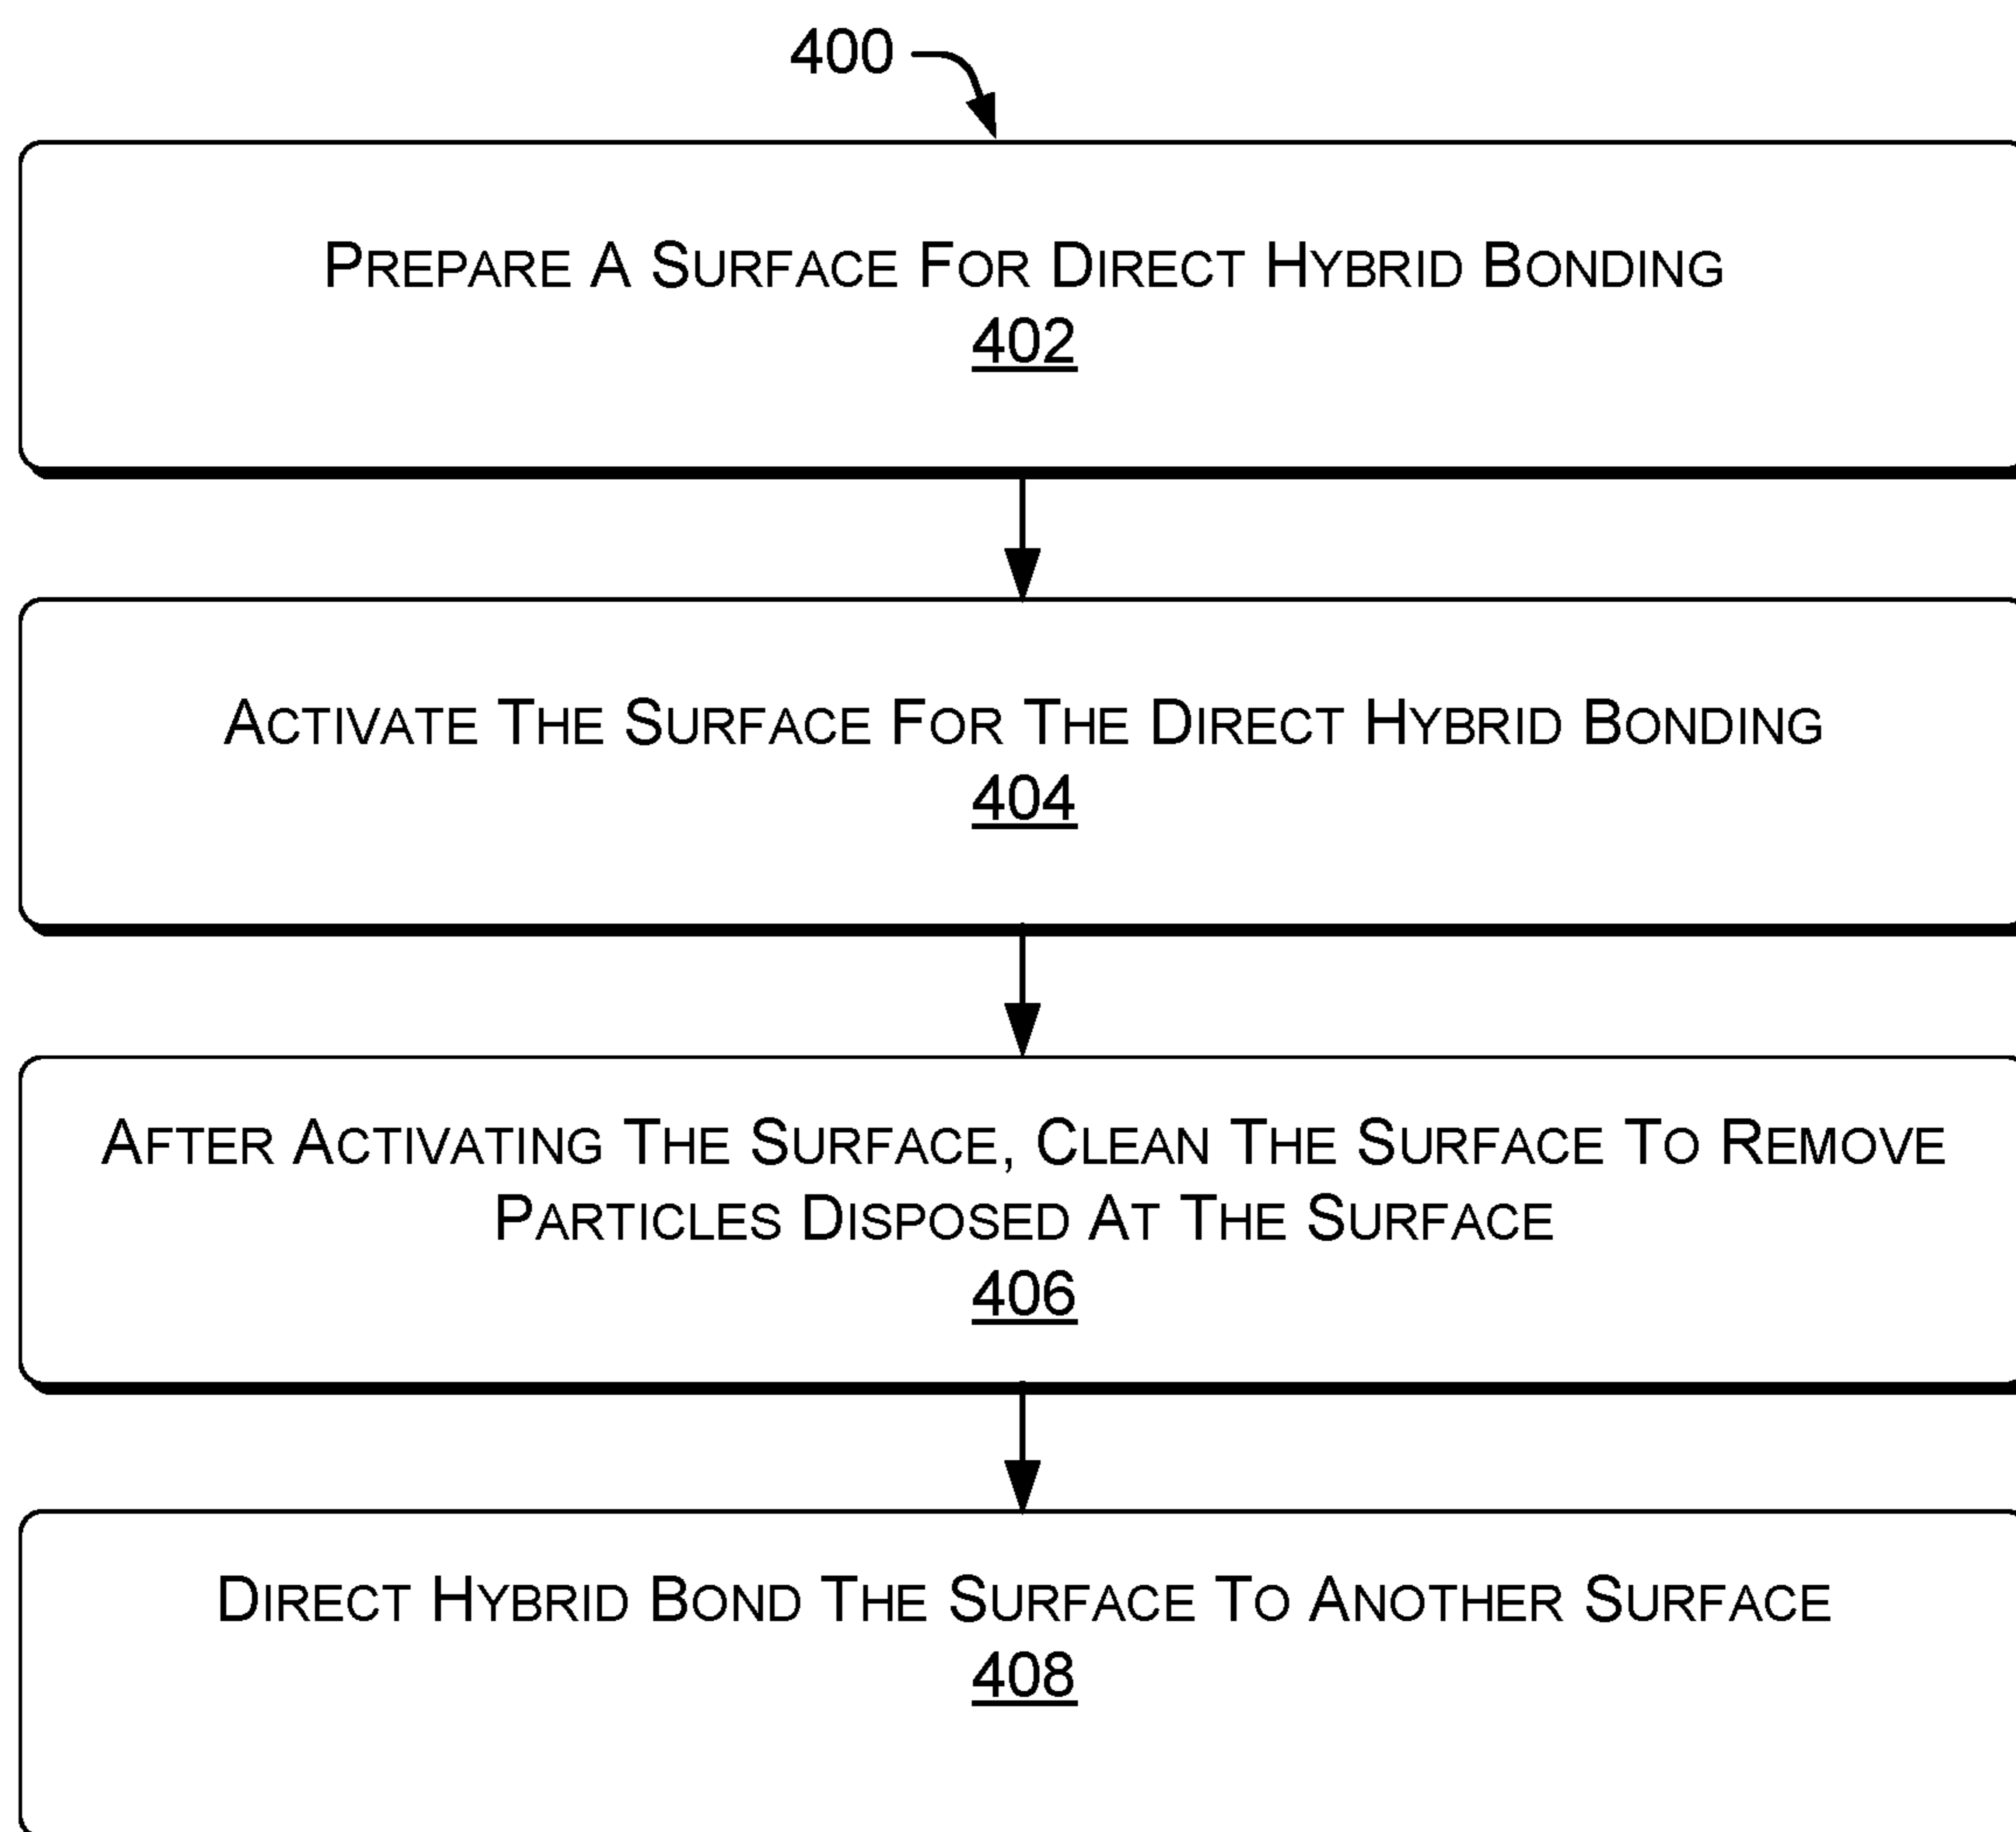 400
PREPARE A SURFACE FOR DIRECT HYBRID BONDING
402
ACTIVATE THE SURFACE FOR THE DIRECT HYBRID BONDING
404
AFTER ACTIVATING THE SURFACE, CLEAN THE SURFACE TO REMOVE
PARTICLES DISPOSED AT THE SURFACE
406
DIRECT HYBRID BOND THE SURFACE TO ANOTHER SURFACE
408